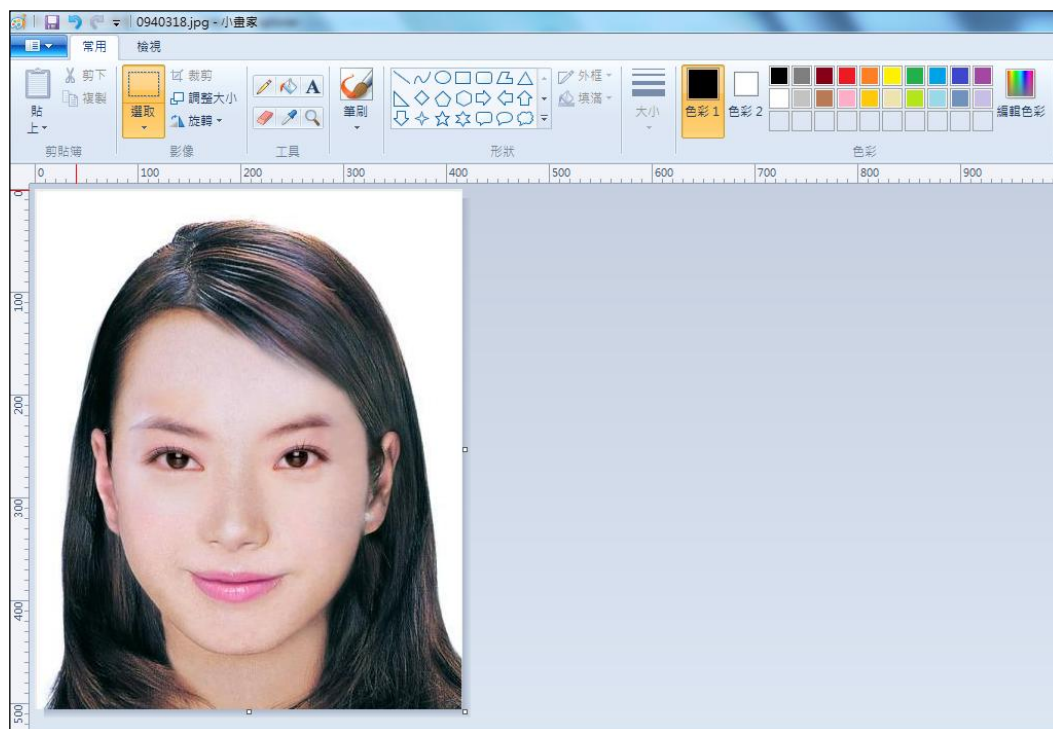 0940318.jpg - 小畫家
常用 檢視
貼上
剪下
複製
剪貼簿
選取
裁剪
調整大小
旋轉
影像
A
工具
筆刷
形狀
外框
填滿
大小
色彩 1
色彩 2
編輯色彩
色彩
0 100 200 300 400 500 600 700 800 900
0
100
200
300
400
500